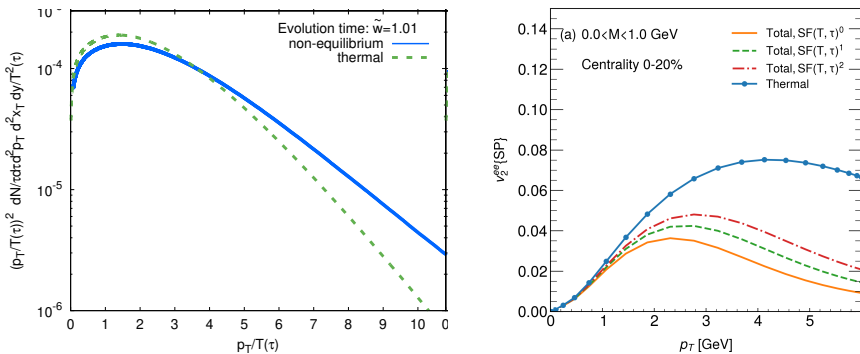 10⁻³
10⁻⁴
10⁻⁵
10⁻⁶
(p_T/T(τ))² dN/τdτd²p_T d²x_T dy/T²(τ)
Evolution time: w̃=1.01
non-equilibrium
thermal
0 1 2 3 4 5 6 7 8 9 10 0
p_T/T(τ)
0.14
0.12
0.10
0.08
0.06
0.04
0.02
0.00
v₂ᵉᵉ{SP}
(a) 0.0<M<1.0 GeV
Centrality 0-20%
Total, SF(T, τ)⁰
Total, SF(T, τ)¹
Total, SF(T, τ)²
Thermal
0 1 2 3 4 5
p_T [GeV]